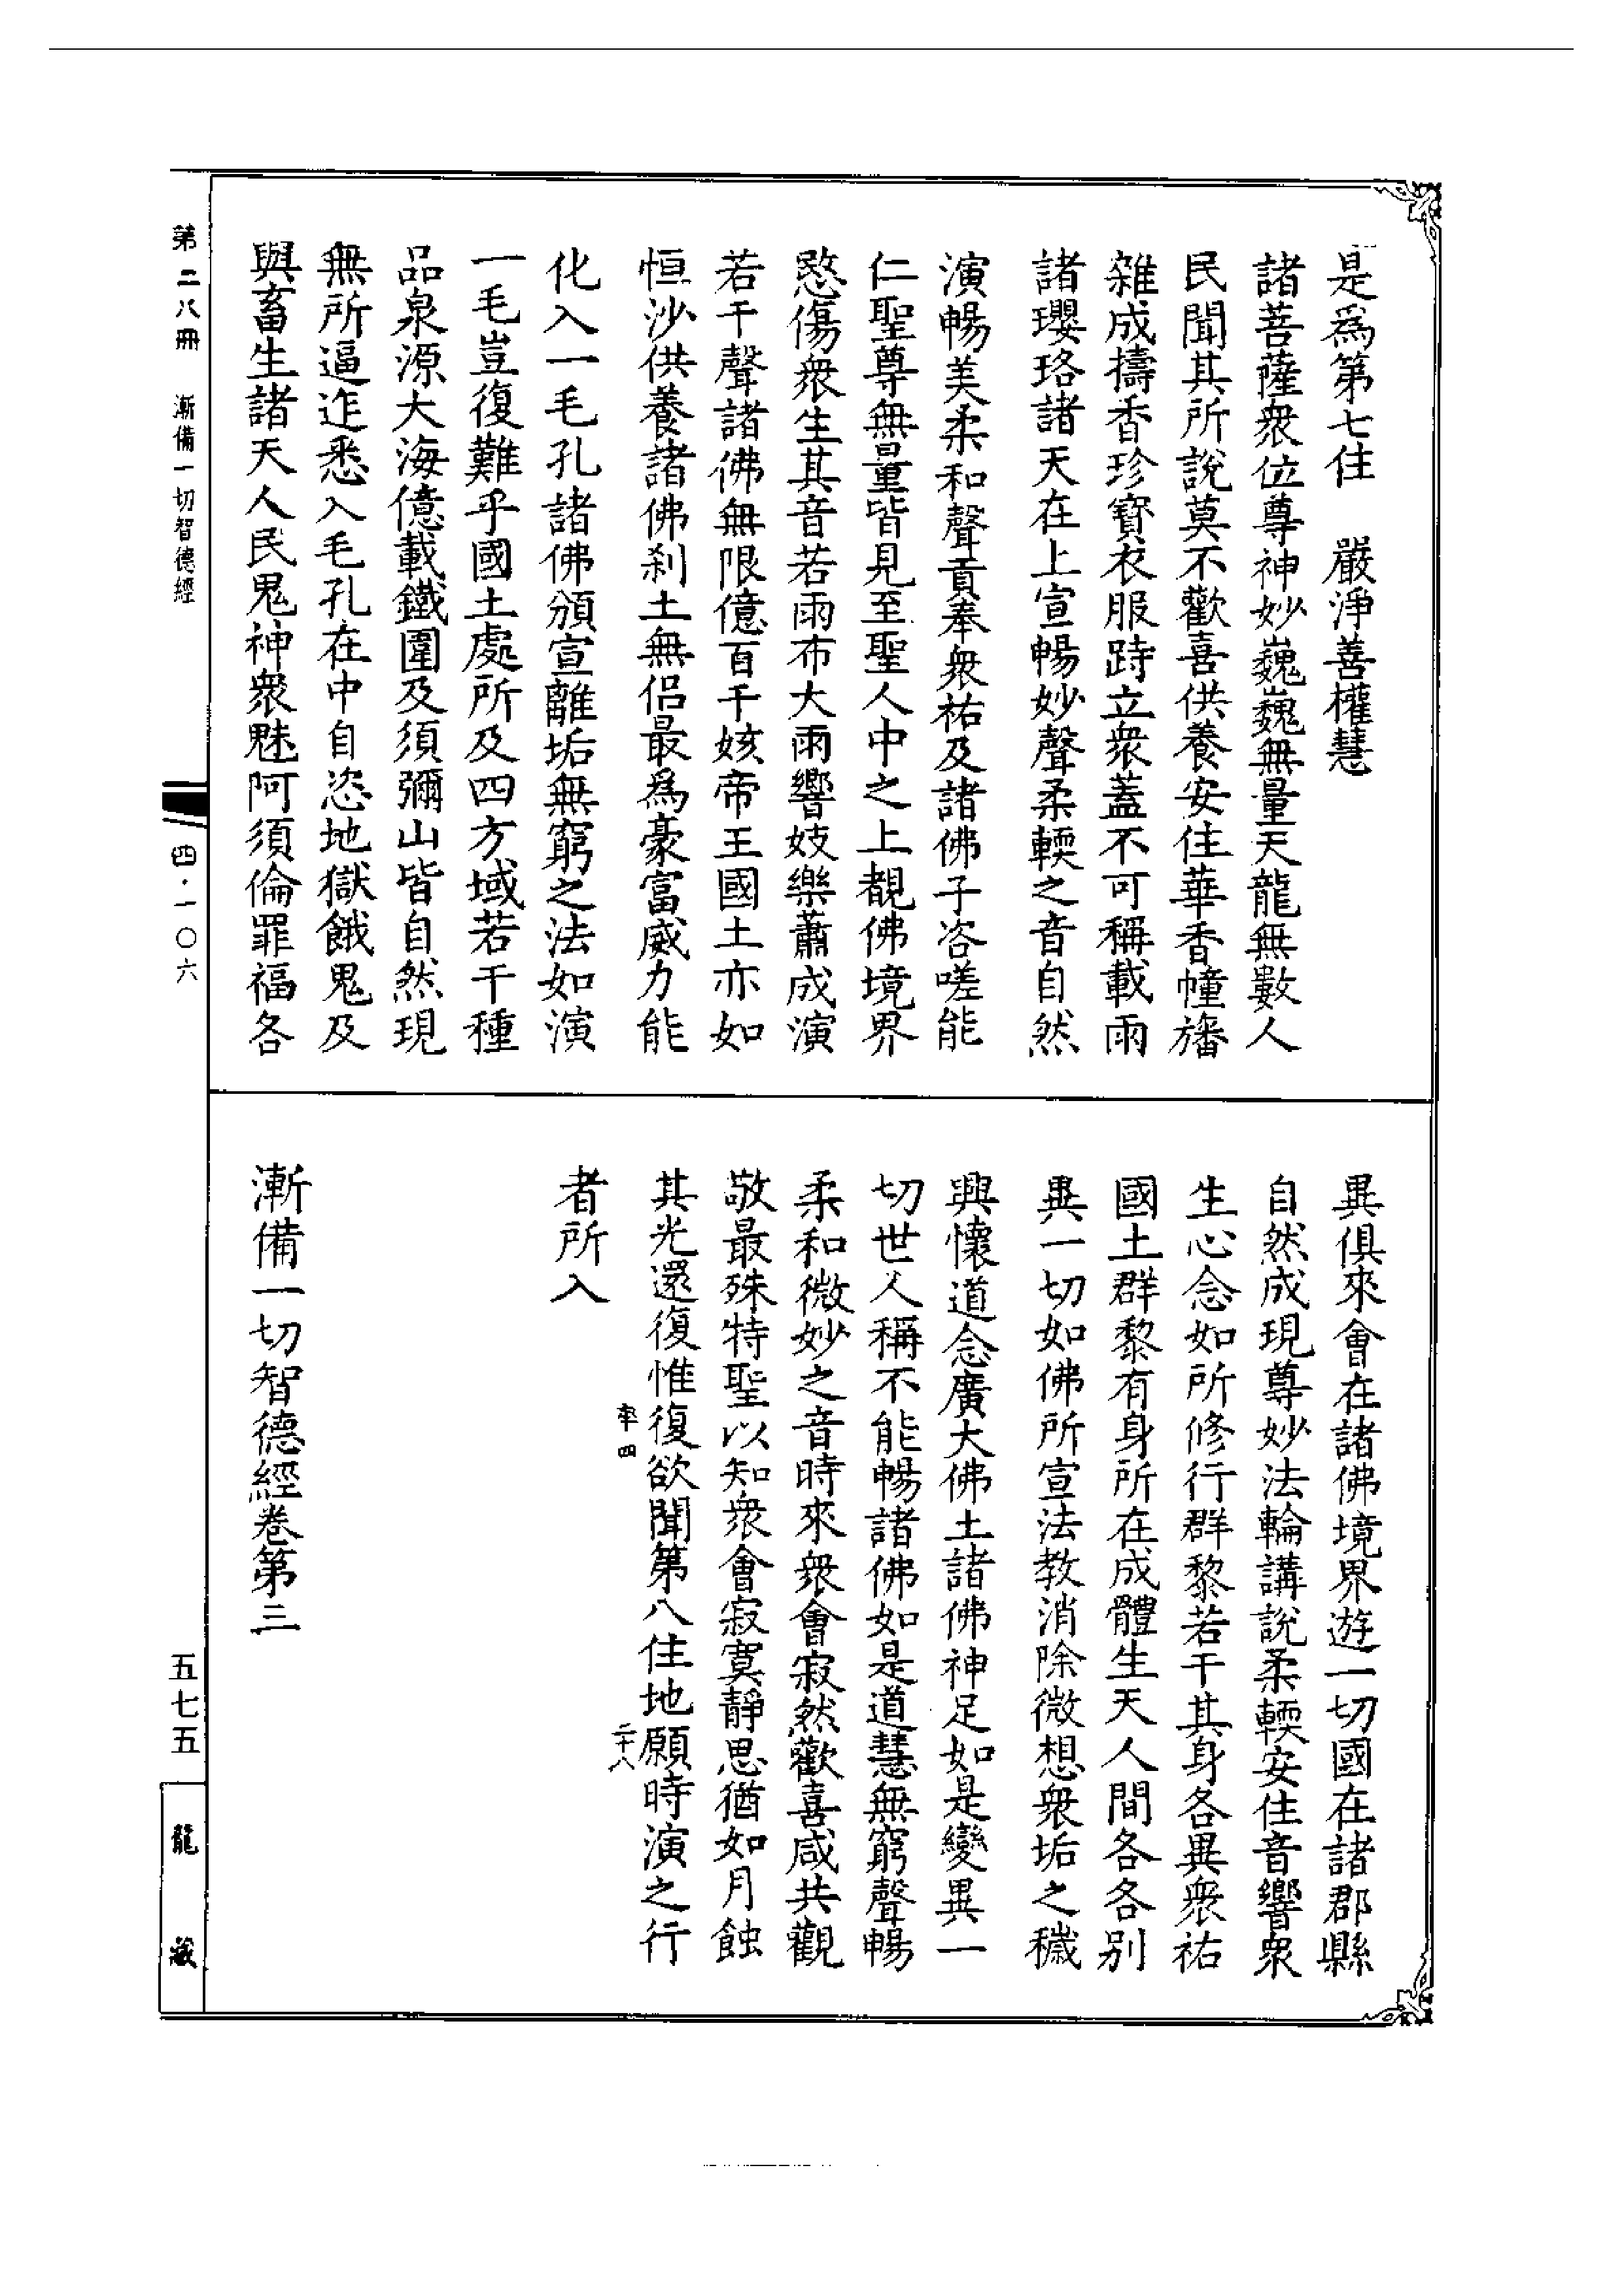 是為第七住　嚴淨善權慧
諸菩薩衆位尊神妙巍巍無量天龍無數人
民聞其所說莫不歡喜供養安住華香幢旛
雜成擣香珍寶衣服跱立衆蓋不可稱載雨
諸瓔珞諸天在上宣暢妙聲柔輭之音自然
演暢美柔和聲貢奉衆祐及諸佛子咨嗟能
仁聖尊無量皆見至聖人中之上覩佛境界
愍傷衆生其音若雨布大雨響妓樂蕭成演
若干聲諸佛無限億百千姟帝王國土亦如
恒沙供養諸佛刹土無侶最為豪富威力能
化入一毛孔諸佛頒宣離垢無窮之法如演
一毛豈復難乎國土處所及四方域若干種
品泉源大海億載鐵圍及須彌山皆自然現
無所逼迮悉入毛孔在中自恣地獄餓鬼及
與畜生諸天人民鬼神衆魅阿須倫罪福各
異俱來會在諸佛境界遊一切國在諸郡縣
自然成現尊妙法輪講說柔輭安住音響衆
生心念如所修行群黎若干其身各異衆祐
國土群黎有身所在成體生天人間各各別
異一切如佛所宣法教消除微想衆垢之穢
興懷道念廣大佛土諸佛神足如是變異一
切世人稱不能暢諸佛如是道慧無窮聲暢
柔和微妙之音時來衆會寂然歡喜咸共觀
敬最殊特聖以知衆會寂寞靜思猶如月蝕
其光還復惟復欲聞第八住地願時演之行
率四
二十八
者所入
漸備一切智德經卷第三
第二八冊　漸備一切智德經
四·一〇六
五七五
龍藏